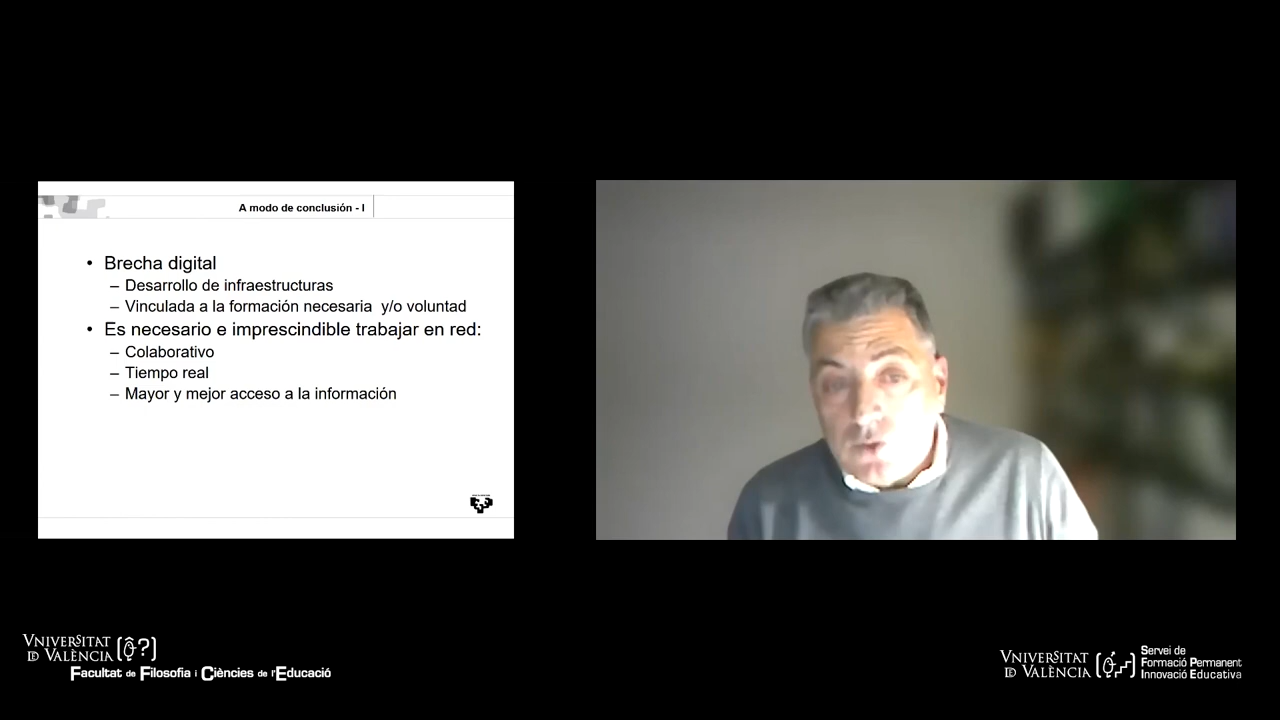 A modo de conclusión - I
• Brecha digital
– Desarrollo de infraestructuras
– Vinculada a la formación necesaria y/o voluntad
• Es necesario e imprescindible trabajar en red:
– Colaborativo
– Tiempo real
– Mayor y mejor acceso a la información
VNIVERSITAT
ID VALÈNCIA
Facultat de Filosofia i Ciències de l'Educació
VNIVERSITAT
ID VALÈNCIA
Servei de
Formació Permanent
Innovació Educativa